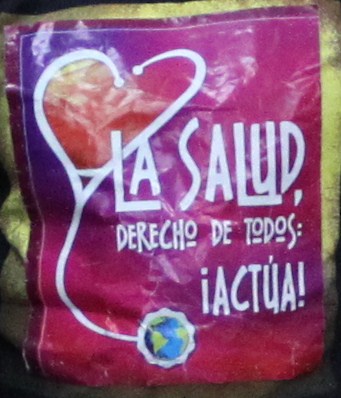 LA SALUD,
DERECHO DE TODOS:
¡ACTÚA!